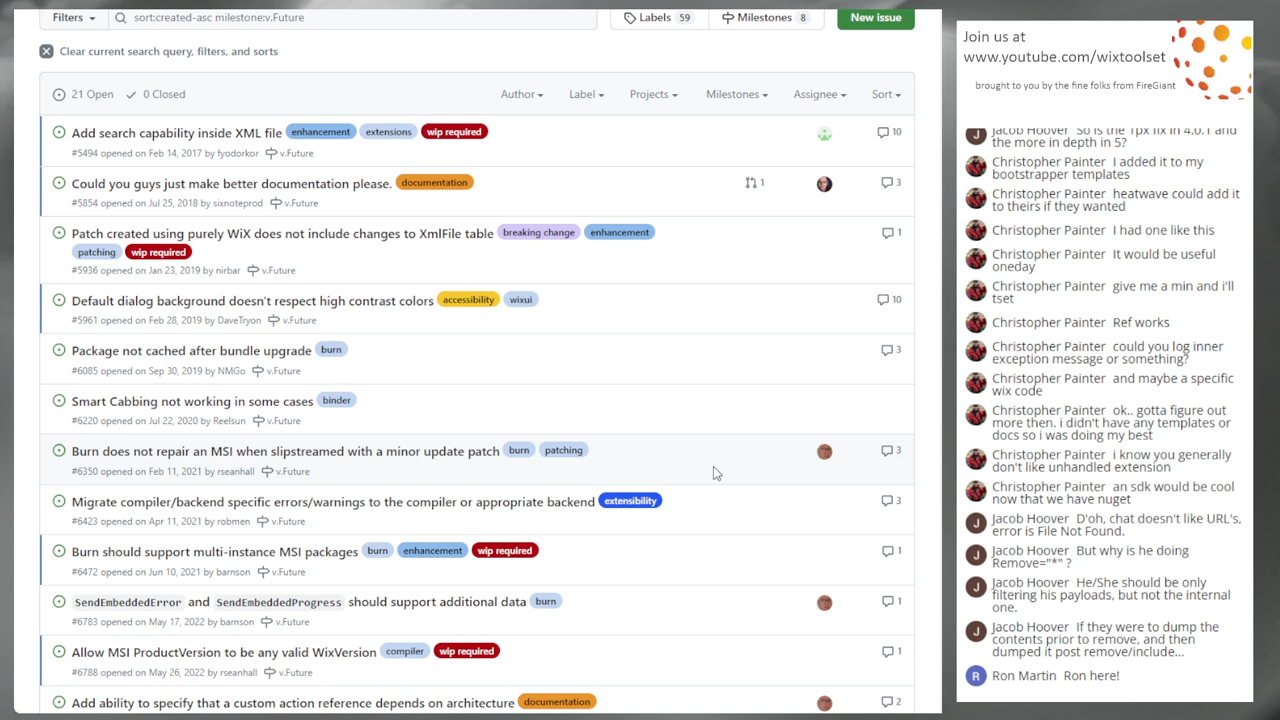 Filters
sort:created-asc milestone:v.Future
Labels 59
Milestones 8
New issue
Clear current search query, filters, and sorts
21 Open
0 Closed
Author
Label
Projects
Milestones
Assignee
Sort
Add search capability inside XML file enhancement extensions wip required
10
#5494 opened on Feb 14, 2017 by fyodorkor v.Future
Could you guys just make better documentation please. documentation
1
3
#5854 opened on Jul 25, 2018 by sixnoteprod v.Future
Patch created using purely WiX does not include changes to XmlFile table breaking change enhancement
1
patching wip required
#5936 opened on Jan 23, 2019 by nirbar v.Future
Default dialog background doesn't respect high contrast colors accessibility wixui
10
#5961 opened on Feb 28, 2019 by DaveTryon v.Future
Package not cached after bundle upgrade burn
3
#6085 opened on Sep 30, 2019 by NMGo v.Future
Smart Cabbing not working in some cases binder
#6220 opened on Jul 22, 2020 by Reelsun v.Future
Burn does not repair an MSI when slipstreamed with a minor update patch burn patching
3
#6350 opened on Feb 11, 2021 by rseanhall v.Future
Migrate compiler/backend specific errors/warnings to the compiler or appropriate backend extensibility
3
#6423 opened on Apr 11, 2021 by robmen v.Future
Burn should support multi-instance MSI packages burn enhancement wip required
1
#6472 opened on Jun 10, 2021 by barnson v.Future
SendEmbeddedError and SendEmbeddedProgress should support additional data burn
1
#6783 opened on May 17, 2022 by barnson v.Future
Allow MSI ProductVersion to be any valid WixVersion compiler wip required
1
#6788 opened on May 26, 2022 by rseanhall v.Future
Add ability to specify that a custom action reference depends on architecture documentation
2
Join us at
www.youtube.com/wixtoolset
brought to you by the fine folks from FireGiant
J Jacob Hoover So is the 1px fix in 4.0.1 and
the more in depth in 5?
Christopher Painter I added it to my
bootstrapper templates
Christopher Painter heatwave could add it
to theirs if they wanted
Christopher Painter I had one like this
Christopher Painter It would be useful
oneday
Christopher Painter give me a min and i'll
tset
Christopher Painter Ref works
Christopher Painter could you log inner
exception message or something?
Christopher Painter and maybe a specific
wix code
Christopher Painter ok.. gotta figure out
more then. i didn't have any templates or
docs so i was doing my best
Christopher Painter i know you generally
don't like unhandled extension
Christopher Painter an sdk would be cool
now that we have nuget
J Jacob Hoover D'oh, chat doesn't like URL's,
error is File Not Found.
J Jacob Hoover But why is he doing
Remove="*" ?
J Jacob Hoover He/She should be only
filtering his payloads, but not the internal
one.
J Jacob Hoover If they were to dump the
contents prior to remove, and then
dumped it post remove/include...
R Ron Martin Ron here!